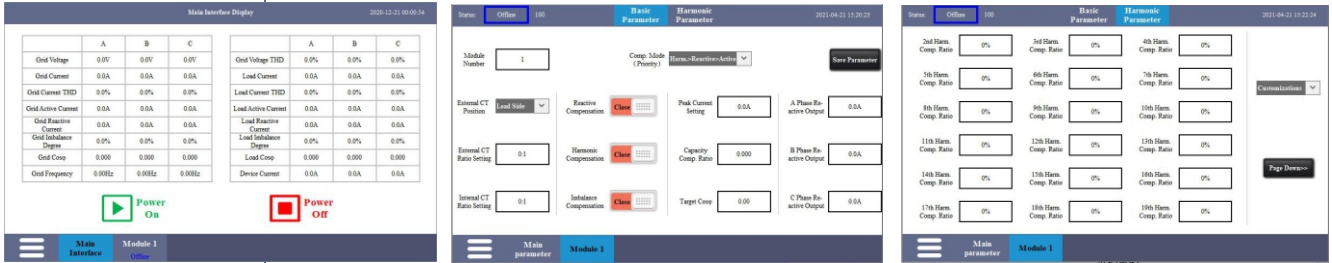 Main Interface Display 2020-12-21 00:00:54
A B C A B C
Grid Voltage 0.0V 0.0V 0.0V Grid Voltage THD 0.0% 0.0% 0.0%
Grid Current 0.0A 0.0A 0.0A Load Current 0.0A 0.0A 0.0A
Grid Current THD 0.0% 0.0% 0.0% Load Current THD 0.0% 0.0% 0.0%
Grid Active Current 0.0A 0.0A 0.0A Load Active Current 0.0A 0.0A 0.0A
Grid Reactive
Current 0.0A 0.0A 0.0A Load Reactive
Current 0.0A 0.0A 0.0A
Grid Imbalance
Degree 0.0% 0.0% 0.0% Load Imbalance
Degree 0.0% 0.0% 0.0%
Grid Cosφ 0.000 0.000 0.000 Load Cosφ 0.000 0.000 0.000
Grid Frequency 0.00Hz 0.00Hz 0.00Hz Device Current 0.0A 0.0A 0.0A
Power
On
Power
Off
Main
Interface
Module 1
Offline
Status: Offline 100
Basic
Parameter
Harmonic
Parameter
2021-04-21 15:20:23
Module
Number 1
Comp. Mode
(Priority) Harm.>Reactive>Active
Save Parameter
External CT
Position Load Side
Reactive
Compensation Close
Peak Current
Setting 0.0A
A Phase Re-
active Output 0.0A
External CT
Ratio Setting 0:1
Harmonic
Compensation Close
Capacity
Comp. Ratio 0.000
B Phase Re-
active Output 0.0A
Internal CT
Ratio Setting 0:1
Imbalance
Compensation Close
Target Cosφ 0.00
C Phase Re-
active Output 0.0A
Main
parameter
Module 1
Status: Offline 100
Basic
Parameter
Harmonic
Parameter
2021-04-21 15:22:24
2nd Harm.
Comp. Ratio 0%
3rd Harm.
Comp. Ratio 0%
4th Harm.
Comp. Ratio 0%
5th Harm.
Comp. Ratio 0%
6th Harm.
Comp. Ratio 0%
7th Harm.
Comp. Ratio 0%
Customizations
8th Harm.
Comp. Ratio 0%
9th Harm.
Comp. Ratio 0%
10th Harm.
Comp. Ratio 0%
11th Harm.
Comp. Ratio 0%
12th Harm.
Comp. Ratio 0%
13th Harm.
Comp. Ratio 0%
Page Down>>
14th Harm.
Comp. Ratio 0%
15th Harm.
Comp. Ratio 0%
16th Harm.
Comp. Ratio 0%
17th Harm.
Comp. Ratio 0%
18th Harm.
Comp. Ratio 0%
19th Harm.
Comp. Ratio 0%
Main
parameter
Module 1